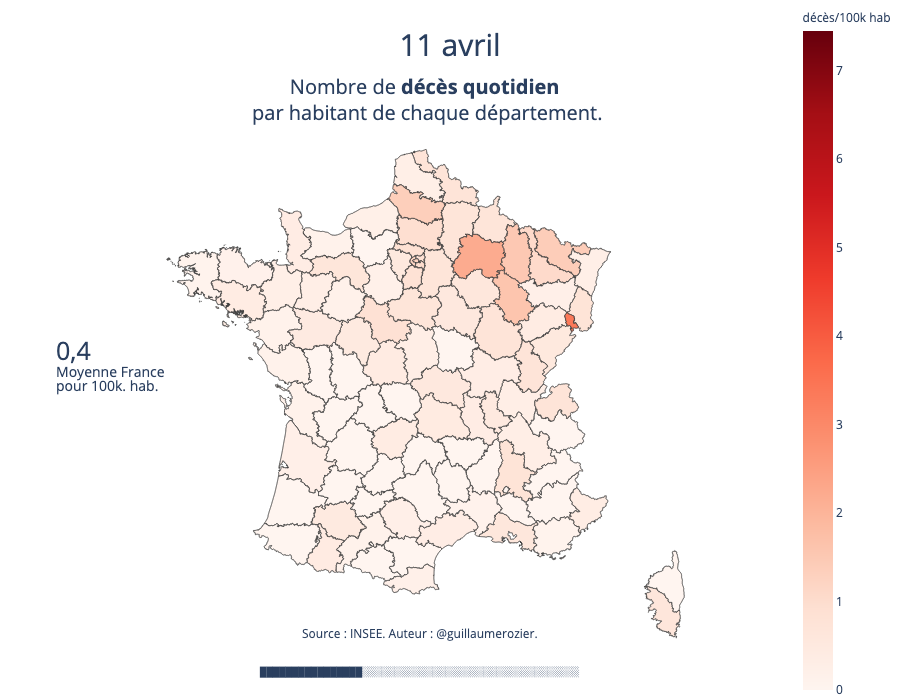 décès/100k hab
11 avril
Nombre de décès quotidien
par habitant de chaque département.
7
6
5
4
3
2
1
0
0,4
Moyenne France
pour 100k. hab.
Source : INSEE. Auteur : @guillaumerozier.